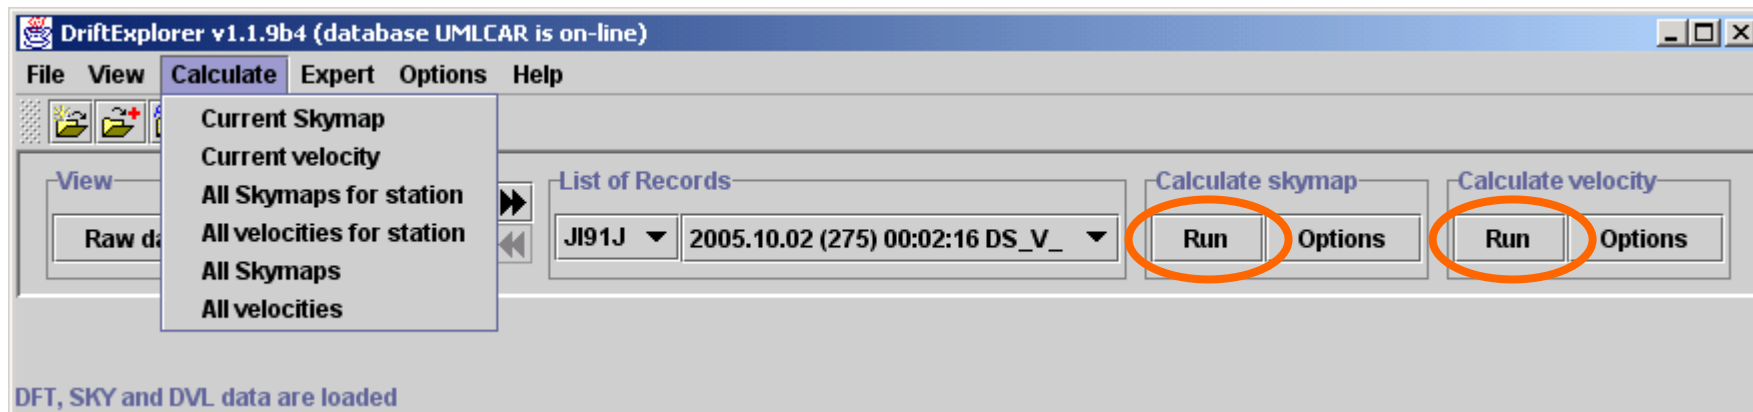 DriftExplorer v1.1.9b4 (database UMLCAR is on-line)
File View Calculate Expert Options Help
Current Skymap
Current velocity
All Skymaps for station
All velocities for station
All Skymaps
All velocities
View
Raw da
List of Records
JI91J 2005.10.02 (275) 00:02:16 DS_V_
Calculate skymap
Run Options
Calculate velocity
Run Options
DFT, SKY and DVL data are loaded